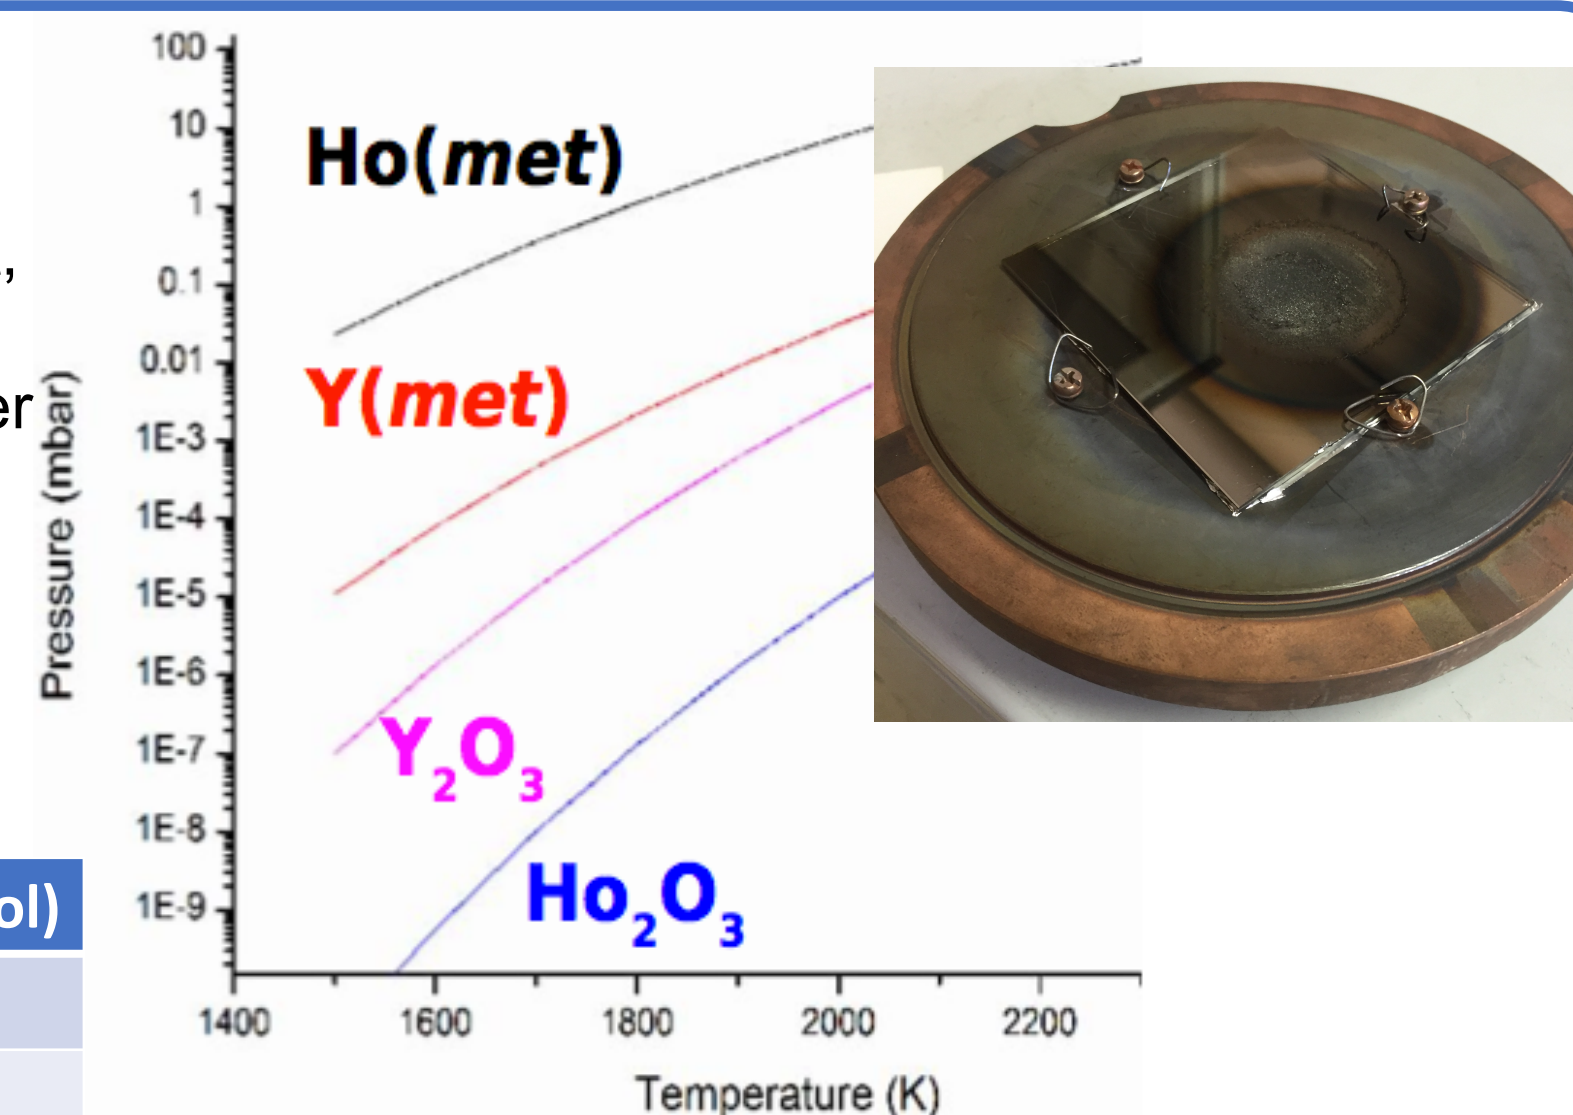 100
10
Ho(met)
1
,
0.1
0.01
er
Y(met)
Pressure (mbar)
1E-3
1E-4
1E-5
1E-6
Y₂O₃
1E-7
1E-8
Ho₂O₃
ol)
1E-9
1400 1600 1800 2000 2200
Temperature (K)